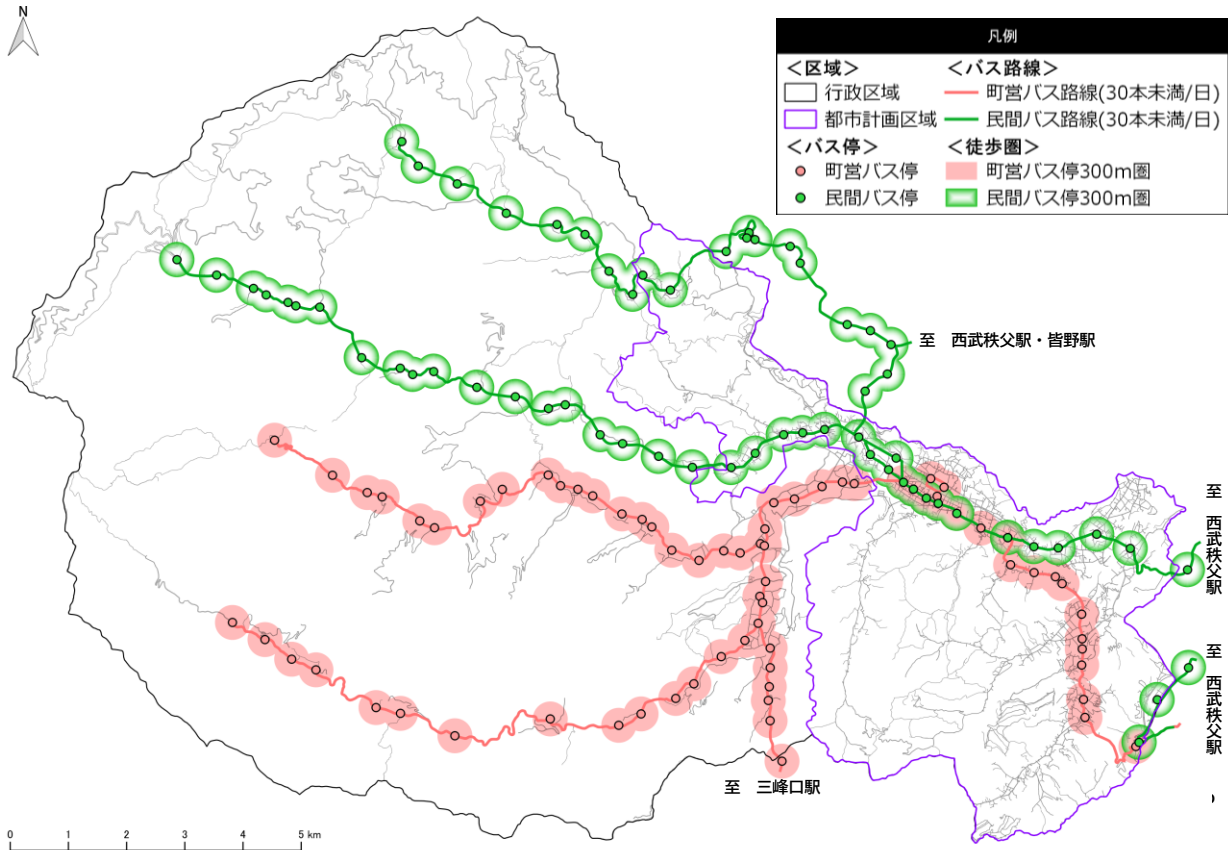 N
凡例
＜区域＞
＜バス路線＞
行政区域
町営バス路線(30本未満/日)
都市計画区域
民間バス路線(30本未満/日)
＜バス停＞
＜徒歩圏＞
町営バス停
町営バス停300m圏
民間バス停
民間バス停300m圏
至　西武秩父駅・皆野駅
至　西武秩父駅
至　西武秩父駅
至　三峰口駅
0 1 2 3 4 5 km